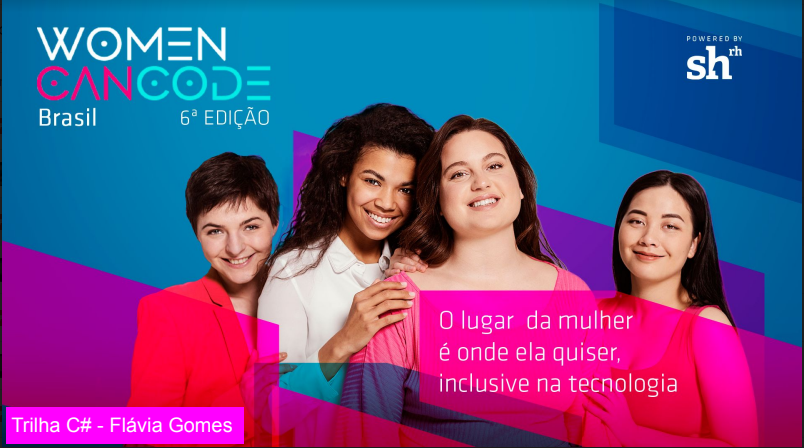 WOMEN
CANCODE
Brasil
6ª EDIÇÃO
POWERED BY
sh rh
O lugar da mulher
é onde ela quiser,
inclusive na tecnologia
Trilha C# - Flávia Gomes